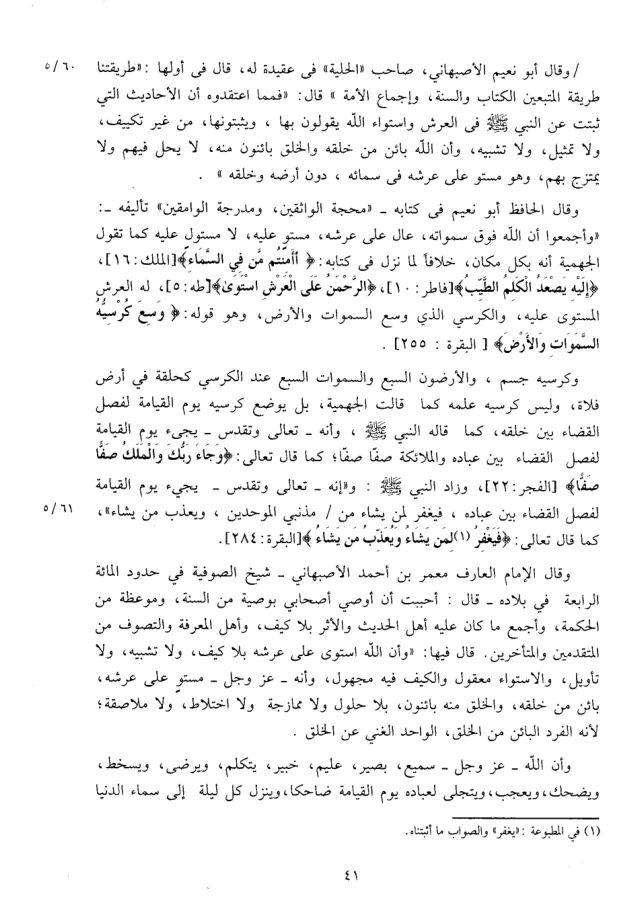 / وقال أبو نعيم الأصبهاني، صاحب «الحلية» فى عقيدة له، قال فى أولها : «طريقتنا ٥/٦٠
طريقة المتبعين الكتاب والسنة، وإجماع الأمة » قال: «فمما اعتقدوه أن الأحاديث التي
ثبتت عن النبي ﷺ فى العرش واستواء الله يقولون بها ، ويثبتونها، من غير تكييف،
ولا تمثيل، ولا تشبيه، وأن الله بائن من خلقه والخلق بائنون منه، لا يحل فيهم ولا
يمتزج بهم، وهو مستو على عرشه فى سمائه ، دون أرضه وخلقه » .
وقال الحافظ أبو نعيم فى كتابه ـ «محجة الواثقين، ومدرجة الوامقين» تأليفه ـ:
«وأجمعوا أن الله فوق سمواته، عال على عرشه، مستو عليه، لا مستول عليه كما تقول
الجهمية أنه بكل مكان، خلافاً لما نزل فى كتابه: ﴿ أَأَمِنتُم مَّن فِي السَّمَاءِ ﴾[الملك:١٦]،
﴿إِلَيْهِ يَصْعَدُ الْكَلِمُ الطَّيِّبُ﴾[فاطر:١٠]، ﴿الرَّحْمَنُ عَلَى الْعَرْشِ اسْتَوَىٰ﴾[طه:٥]، له العرش
المستوى عليه، والكرسي الذي وسع السموات والأرض، وهو قوله: ﴿ وَسِعَ كُرْسِيُّهُ
السَّمَوَاتِ وَالأَرْضَ﴾ [ البقرة : ٢٥٥] .
وكرسيه جسم ، والأرضون السبع والسموات السبع عند الكرسي كحلقة في أرض
فلاة، وليس كرسيه علمه كما قالت الجهمية، بل يوضع كرسيه يوم القيامة لفصل
القضاء بين خلقه، كما قاله النبي ﷺ ، وأنه ـ تعالى وتقدس ـ يجيء يوم القيامة
لفصل القضاء بين عباده والملائكة صفًا صفًا؛ كما قال تعالى: ﴿وَجَاءَ رَبُّكَ وَالْمَلَكُ صَفًّا
صَفًّا﴾ [الفجر:٢٢]، وزاد النبي ﷺ : «وإنه ـ تعالى وتقدس ـ يجيء يوم القيامة
لفصل القضاء بين عباده ، فيغفر لمن يشاء من / مذنبي الموحدين ، ويعذب من يشاء»، ٥/٦١
كما قال تعالى: ﴿فَيَغْفِرُ (١)لِمَن يَشَاءُ وَيُعَذِّبُ مَن يَشَاءُ ﴾[البقرة:٢٨٤].
وقال الإمام العارف معمر بن أحمد الأصبهاني ـ شيخ الصوفية في حدود المائة
الرابعة في بلاده ـ قال : أحببت أن أوصي أصحابي بوصية من السنة، وموعظة من
الحكمة، وأجمع ما كان عليه أهل الحديث والأثر بلا كيف، وأهل المعرفة والتصوف من
المتقدمين والمتأخرين. قال فيها: «وأن الله استوى على عرشه بلا كيف، ولا تشبيه، ولا
تأويل، والاستواء معقول والكيف فيه مجهول، وأنه ـ عز وجل ـ مستو على عرشه،
بائن من خلقه، والخلق منه بائنون، بلا حلول ولا ممازجة ولا اختلاط، ولا ملاصقة؛
لأنه الفرد البائن من الخلق، الواحد الغني عن الخلق .
وأن الله ـ عز وجل ـ سميع، بصير، عليم، خبير، يتكلم، ويرضى، ويسخط،
ويضحك، ويعجب، ويتجلى لعباده يوم القيامة ضاحكا، وينزل كل ليلة إلى سماء الدنيا
(١) في المطبوعة : «يغفر» والصواب ما أثبتناه.
٤١